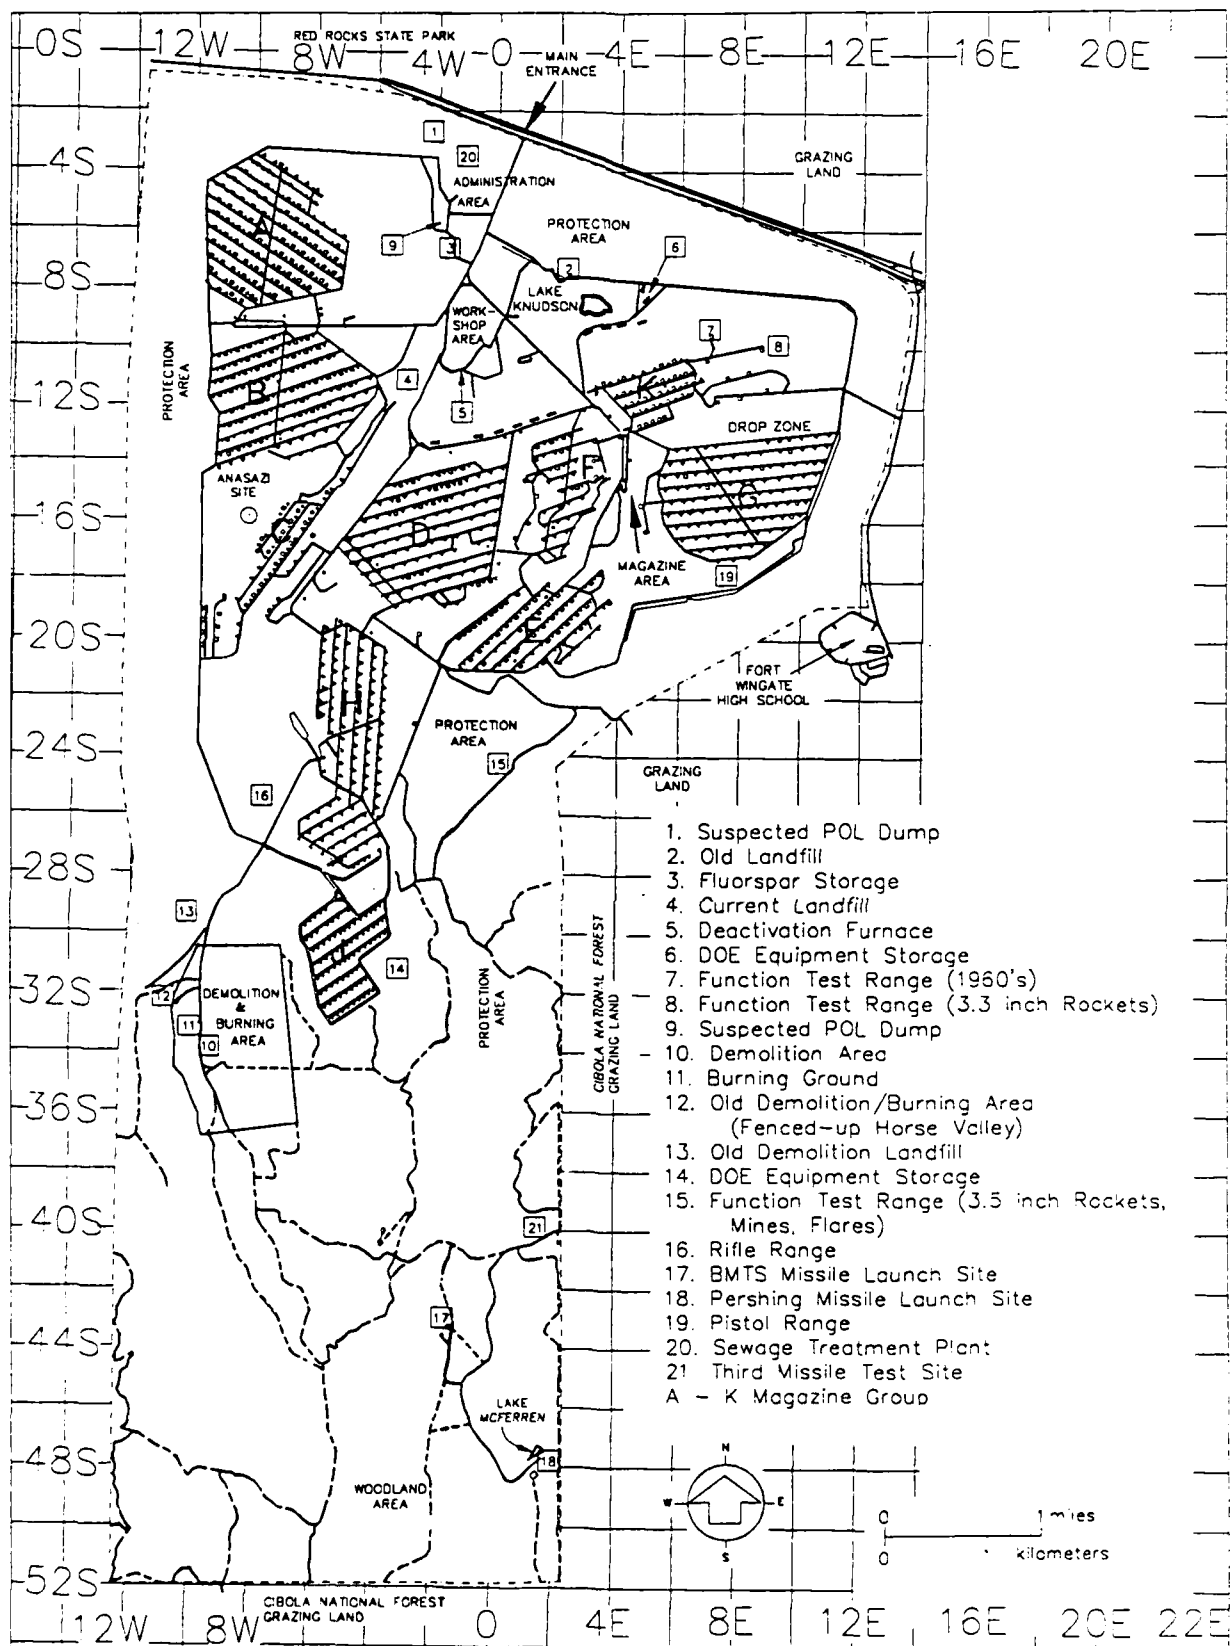 0S 12W 8W 4W 0 4E 8E 12E 16E 20E
RED ROCKS STATE PARK
MAIN
ENTRANCE
1
4S
20
GRAZING
LAND
ADMINISTRATION
AREA
A
PROTECTION
AREA
9
3
6
2
8S
LAKE
KNUDSON
WORK-
SHOP
AREA
7
8
PROTECTION
AREA
B
4
K
12S
5
DROP ZONE
ANASAZI
SITE
F
G
16S
C
D
MAGAZINE
AREA
19
20S
E
FORT
WINGATE
HIGH SCHOOL
H
PROTECTION
AREA
24S
15
GRAZING
LAND
16
28S
13
J
14
32S
12
DEMOLITION
&
BURNING
AREA
11
10
PROTECTION
AREA
CIBOLA NATIONAL FOREST
GRAZING LAND
36S
40S
21
17
44S
LAKE
MCFERREN
48S
18
WOODLAND
AREA
52S
CIBOLA NATIONAL FOREST
GRAZING LAND
12W 8W 0 4E 8E 12E 16E 20E 22E
1. Suspected POL Dump
2. Old Landfill
3. Fluorspar Storage
4. Current Landfill
5. Deactivation Furnace
6. DOE Equipment Storage
7. Function Test Range (1960's)
8. Function Test Range (3.3 inch Rockets)
9. Suspected POL Dump
10. Demolition Area
11. Burning Ground
12. Old Demolition/Burning Area
(Fenced-up Horse Valley)
13. Old Demolition Landfill
14. DOE Equipment Storage
15. Function Test Range (3.5 inch Rockets,
Mines, Flares)
16. Rifle Range
17. BMTS Missile Launch Site
18. Pershing Missile Launch Site
19. Pistol Range
20. Sewage Treatment Plant
21 Third Missile Test Site
A - K Magazine Group
N
W E
S
0 1 miles
0 kilometers